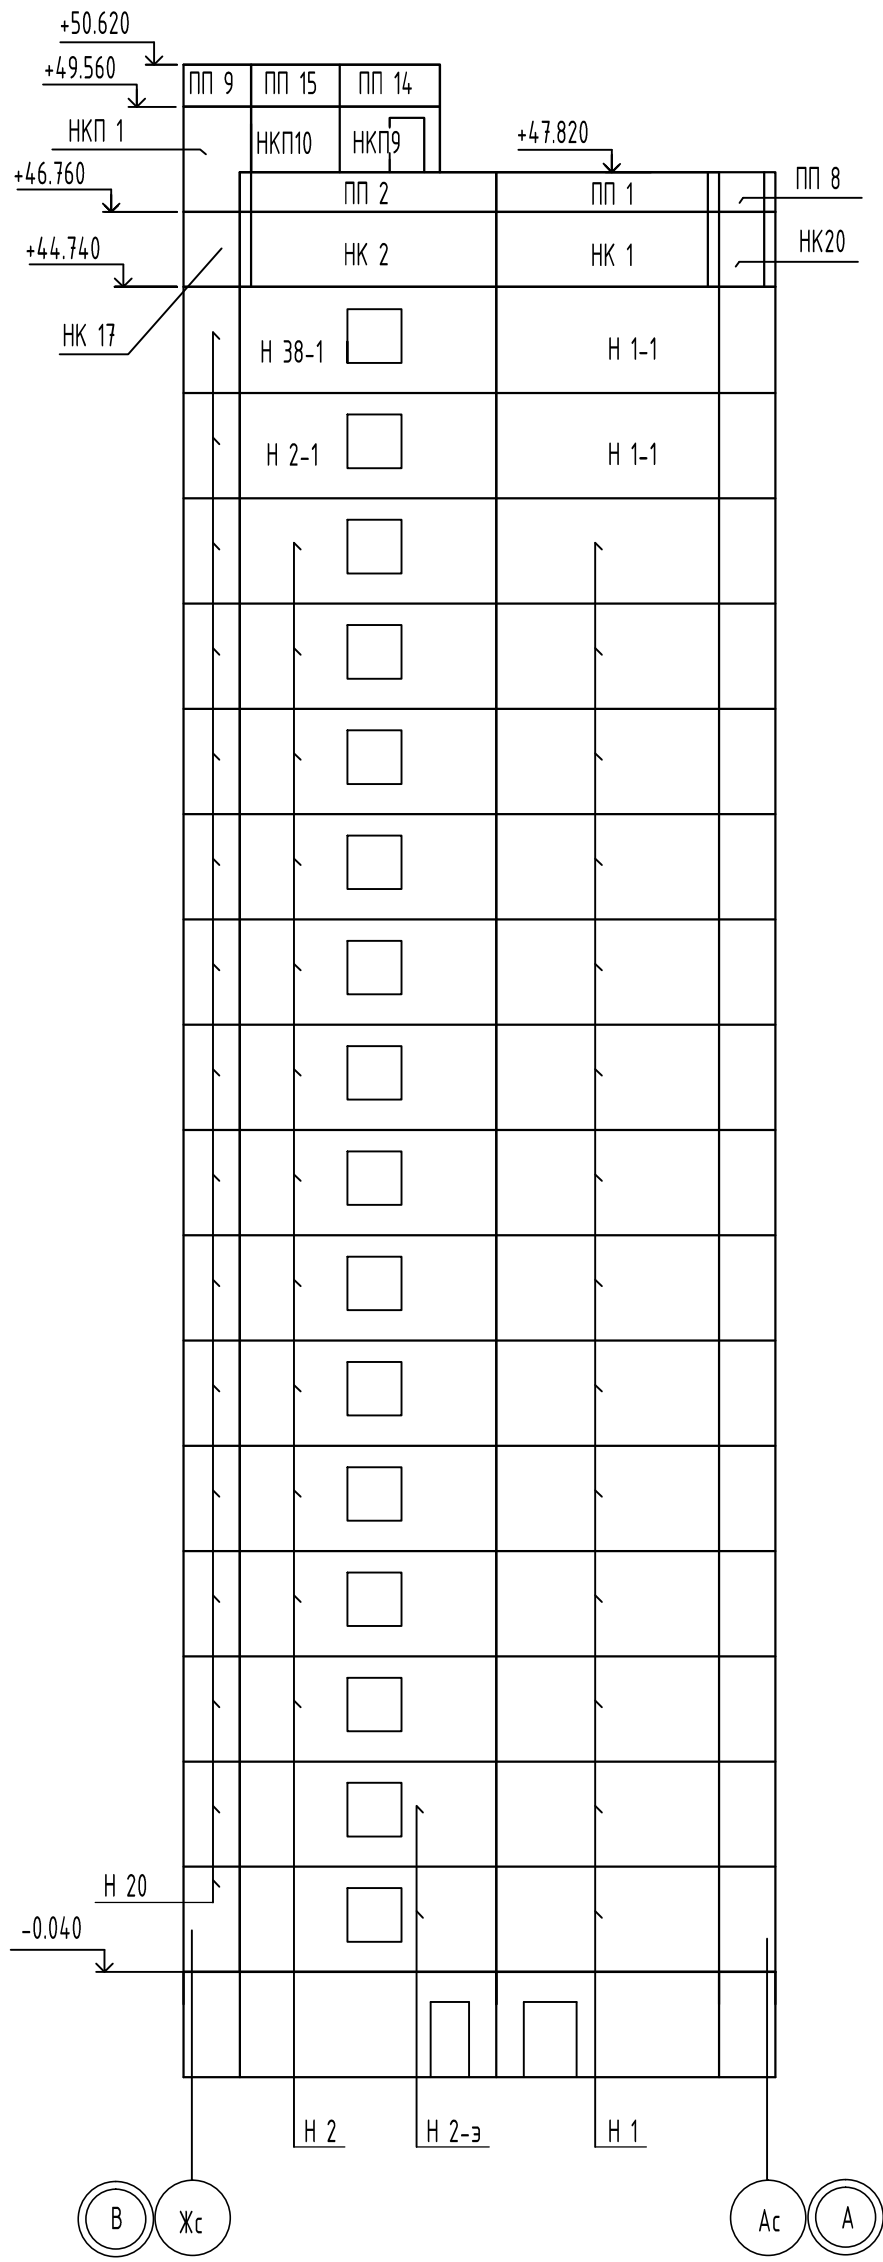 +50.620
+49.560
ПП 9 ПП 15 ПП 14
НКП 1
НКП10 НКП9
+47.820
+46.760
ПП 2 ПП 1 ПП 8
+44.740
НК 2 НК 1 НК20
НК 17
Н 38-1 Н 1-1
Н 2-1 Н 1-1
Н 20
-0.040
Н 2 Н 2-э Н 1
В Жс Ас А